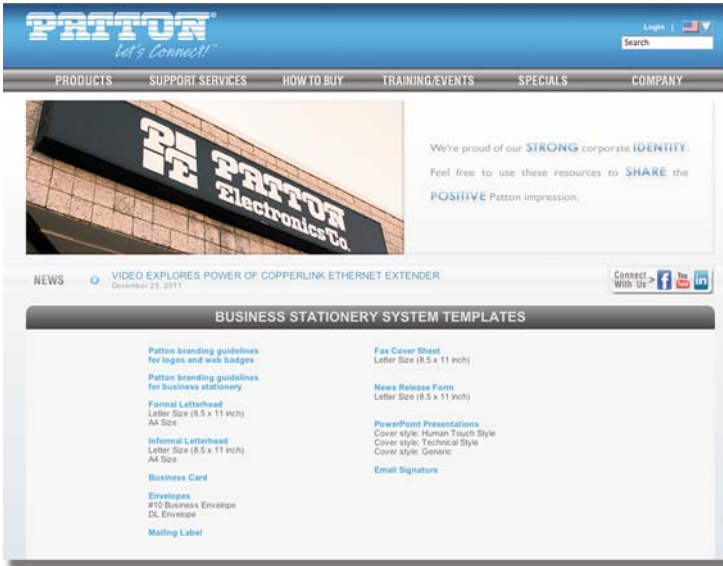 PATTON®
Let's Connect!™
Login |
Search
PRODUCTS SUPPORT SERVICES HOW TO BUY TRAINING/EVENTS SPECIALS COMPANY
PATTON
Electronics Co.
We're proud of our STRONG corporate IDENTITY.
Feel free to use these resources to SHARE the
POSITIVE Patton impression.
NEWS
VIDEO EXPLORES POWER OF COPPERLINK ETHERNET EXTENDER
December 23, 2011
Connect >
With Us
f
You
Tube
in
BUSINESS STATIONERY SYSTEM TEMPLATES
Patton branding guidelines
for logos and web badges
Patton branding guidelines
for business stationery
Formal Letterhead
Letter Size (8.5 x 11 inch)
A4 Size
Informal Letterhead
Letter Size (8.5 x 11 inch)
A4 Size
Business Card
Envelopes
#10 Business Envelope
DL Envelope
Mailing Label
Fax Cover Sheet
Letter Size (8.5 x 11 inch)
News Release Form
Letter Size (8.5 x 11 inch)
PowerPoint Presentations
Cover style: Human Touch Style
Cover style: Technical Style
Cover style: Generic
Email Signature